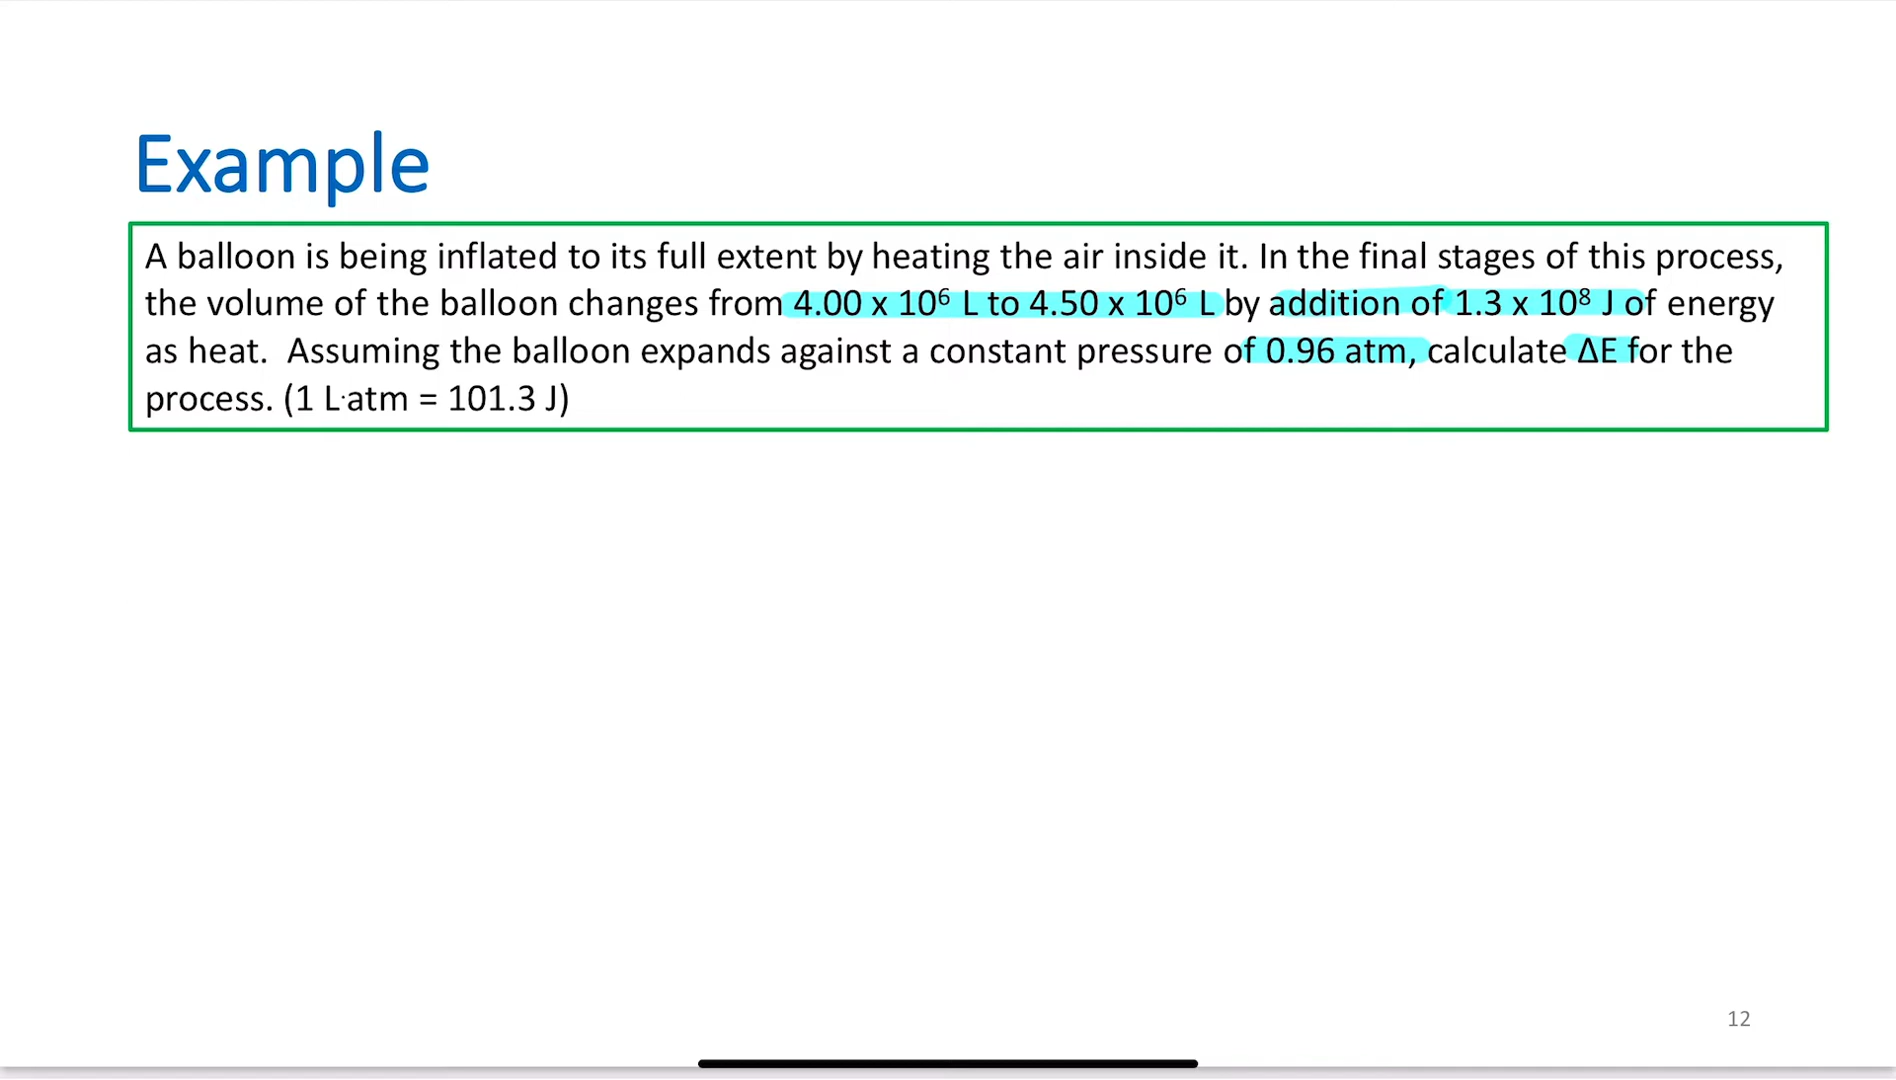 Example
A balloon is being inflated to its full extent by heating the air inside it. In the final stages of this process,
the volume of the balloon changes from 4.00 x 10⁶ L to 4.50 x 10⁶ L by addition of 1.3 x 10⁸ J of energy
as heat.  Assuming the balloon expands against a constant pressure of 0.96 atm, calculate ΔE for the
process. (1 L·atm = 101.3 J)
12